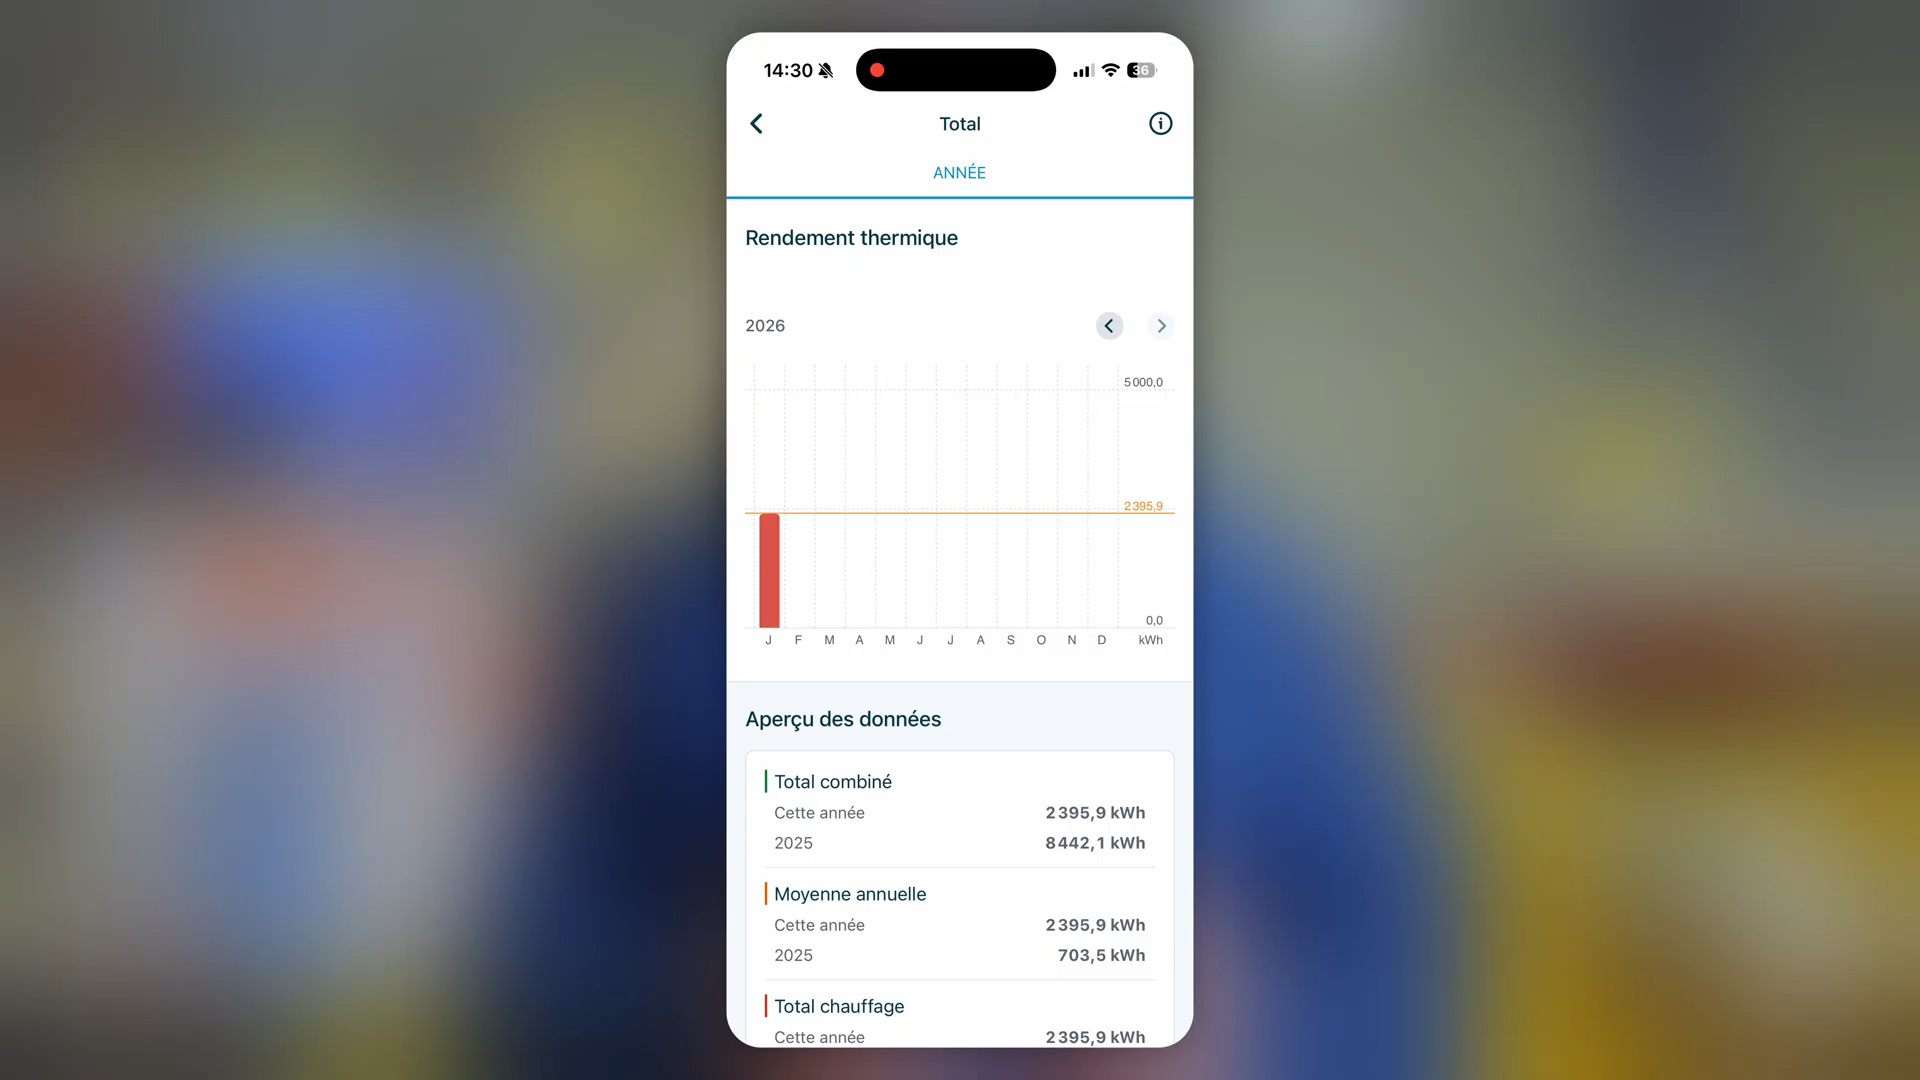 14:30
36
Total
ANNÉE
Rendement thermique
2026
5 000,0
2 395,9
0,0
J F M A M J J A S O N D kWh
Aperçu des données
Total combiné
Cette année 2 395,9 kWh
2025 8 442,1 kWh
Moyenne annuelle
Cette année 2 395,9 kWh
2025 703,5 kWh
Total chauffage
Cette année 2 395,9 kWh